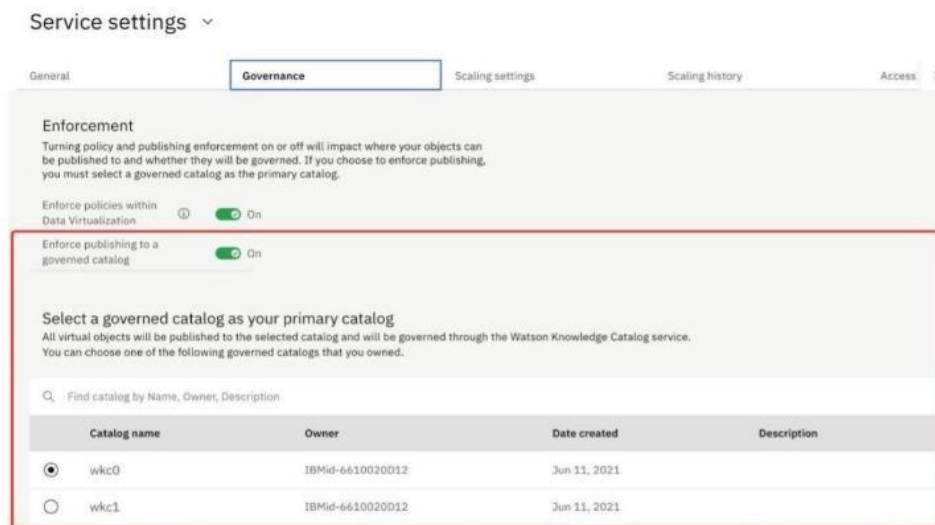 Service settings
General Governance Scaling settings Scaling history Access
Enforcement
Turning policy and publishing enforcement on or off will impact where your objects can
be published to and whether they will be governed. If you choose to enforce publishing,
you must select a governed catalog as the primary catalog.
Enforce policies within
Data Virtualization
On
Enforce publishing to a
governed catalog
On
Select a governed catalog as your primary catalog
All virtual objects will be published to the selected catalog and will be governed through the Watson Knowledge Catalog service.
You can choose one of the following governed catalogs that you owned.
Find catalog by Name, Owner, Description
Catalog name Owner Date created Description
wkc0 IBMid-6610020D12 Jun 11, 2021
wkc1 IBMid-6610020D12 Jun 11, 2021